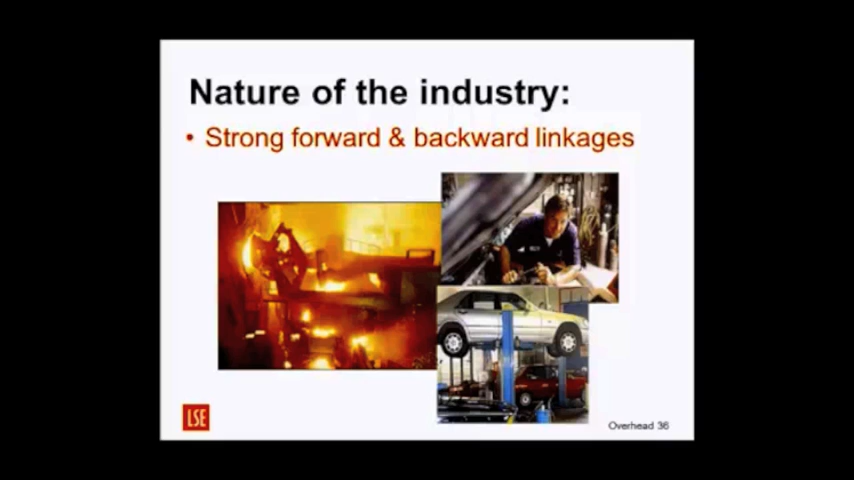 Nature of the industry:
• Strong forward & backward linkages
LSE
Overhead 36